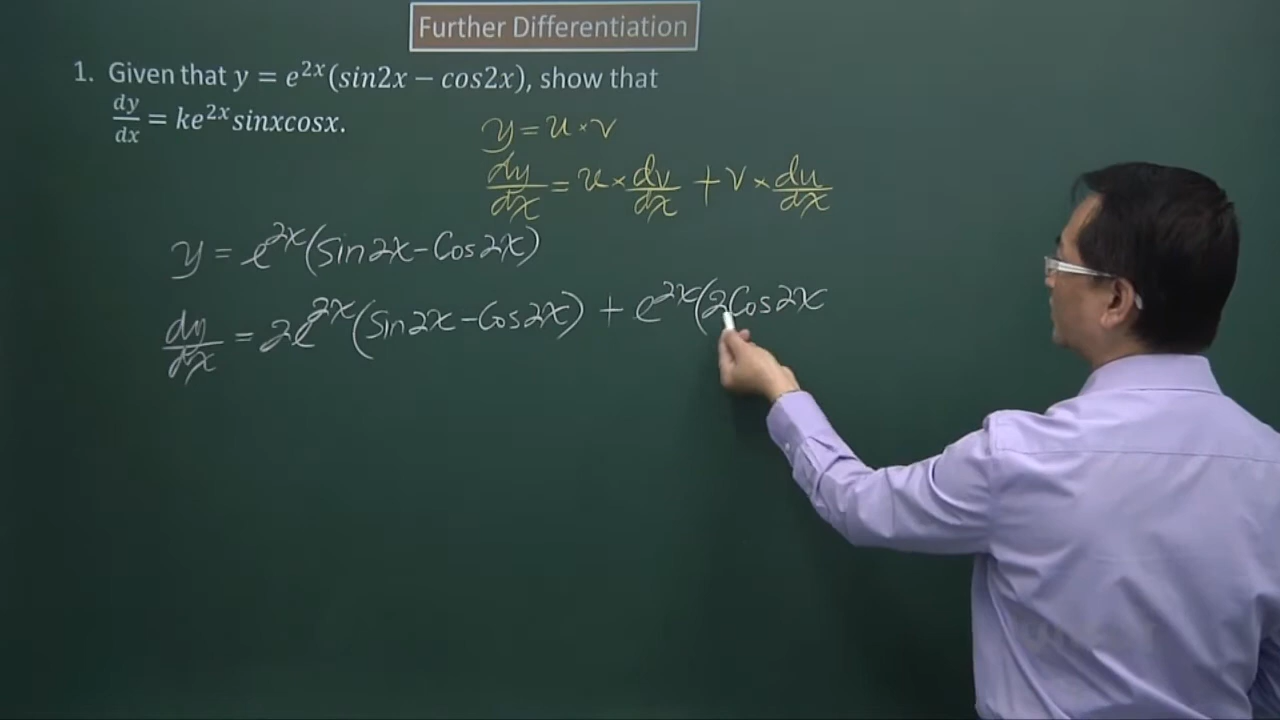 Further Differentiation
1. Given that y = e^{2x}(sin2x − cos2x), show that
dy/dx = ke^{2x}sinxcosx.
y = u × v
dy/dx = u × dv/dx + v × du/dx
y = e^{2x}(Sin2x − Cos2x)
dy/dx = 2e^{2x}(Sin2x − Cos2x) + e^{2x}(2Cos2x